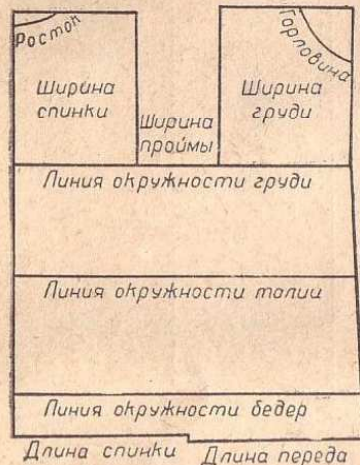 Росток
Горловина
Ширина
спинки
Ширина
проймы
Ширина
груди
Линия окружности груди
Линия окружности талии
Линия окружности бедер
Длина спинки
Длина переда